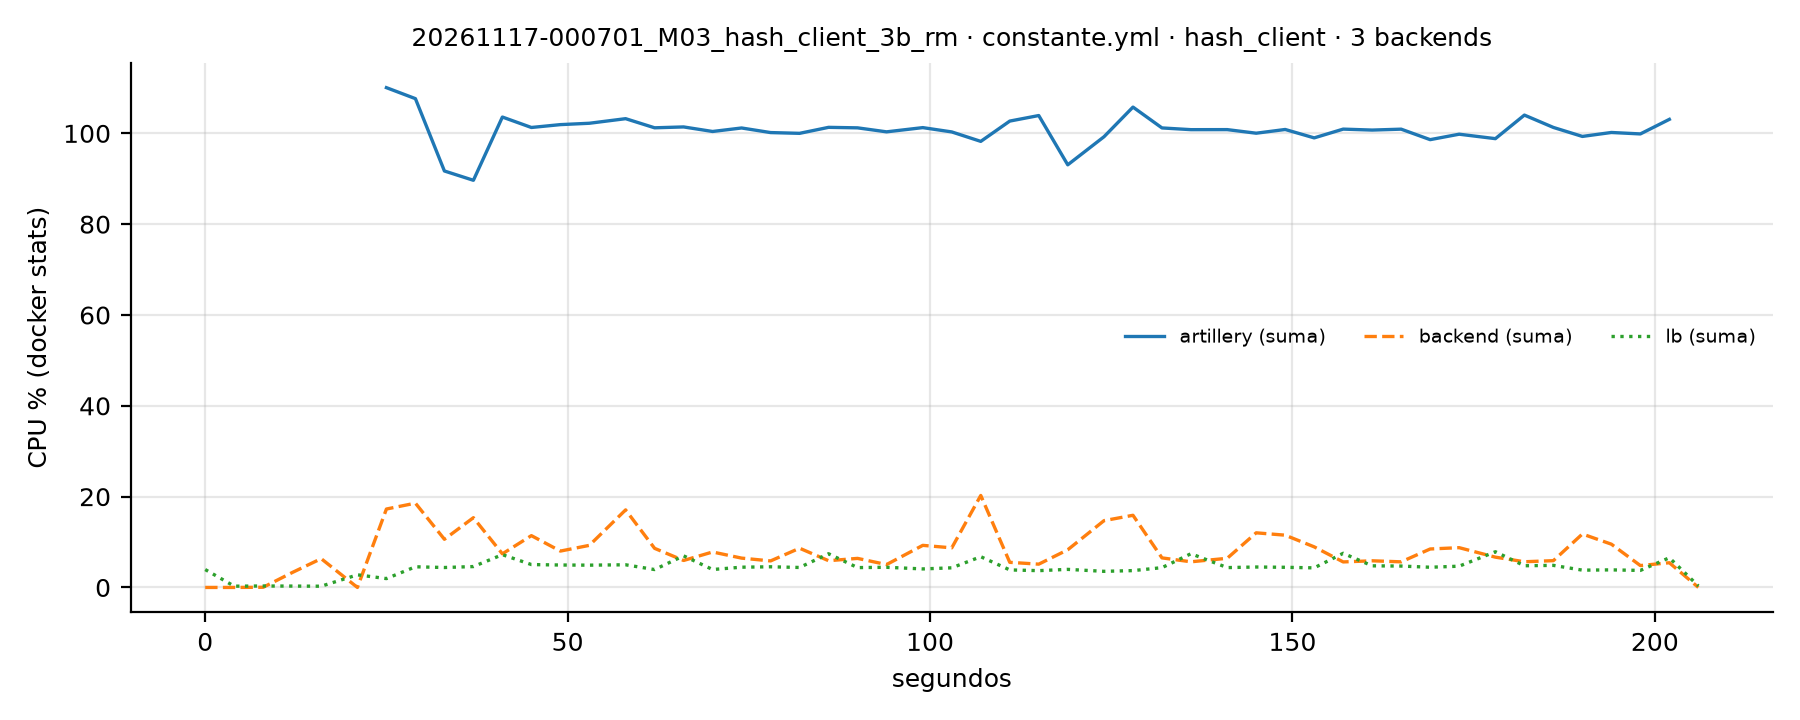 20261117-000701_M03_hash_client_3b_rm · constante.yml · hash_client · 3 backends
CPU % (docker stats)
100
80
60
40
20
0
artillery (suma)
backend (suma)
lb (suma)
0
50
100
150
200
segundos